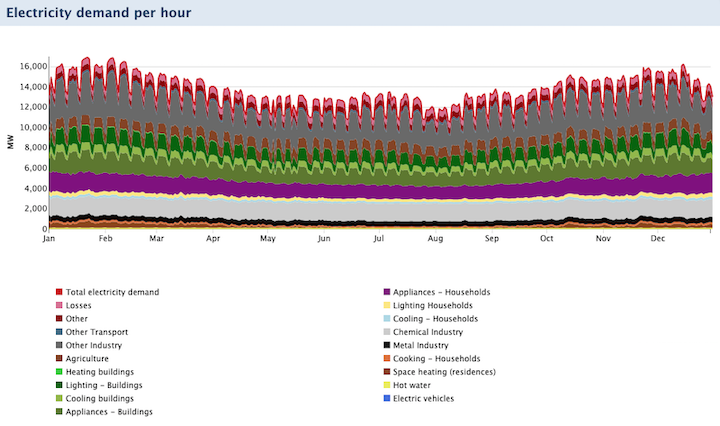 Electricity demand per hour
16,000
14,000
12,000
10,000
8,000
6,000
4,000
2,000
0
MW
Jan Feb Mar Apr May Jun Jul Aug Sep Oct Nov Dec
Total electricity demand
Losses
Other
Other Transport
Other Industry
Agriculture
Heating buildings
Lighting - Buildings
Cooling buildings
Appliances - Buildings
Appliances - Households
Lighting Households
Cooling - Households
Chemical Industry
Metal Industry
Cooking - Households
Space heating (residences)
Hot water
Electric vehicles